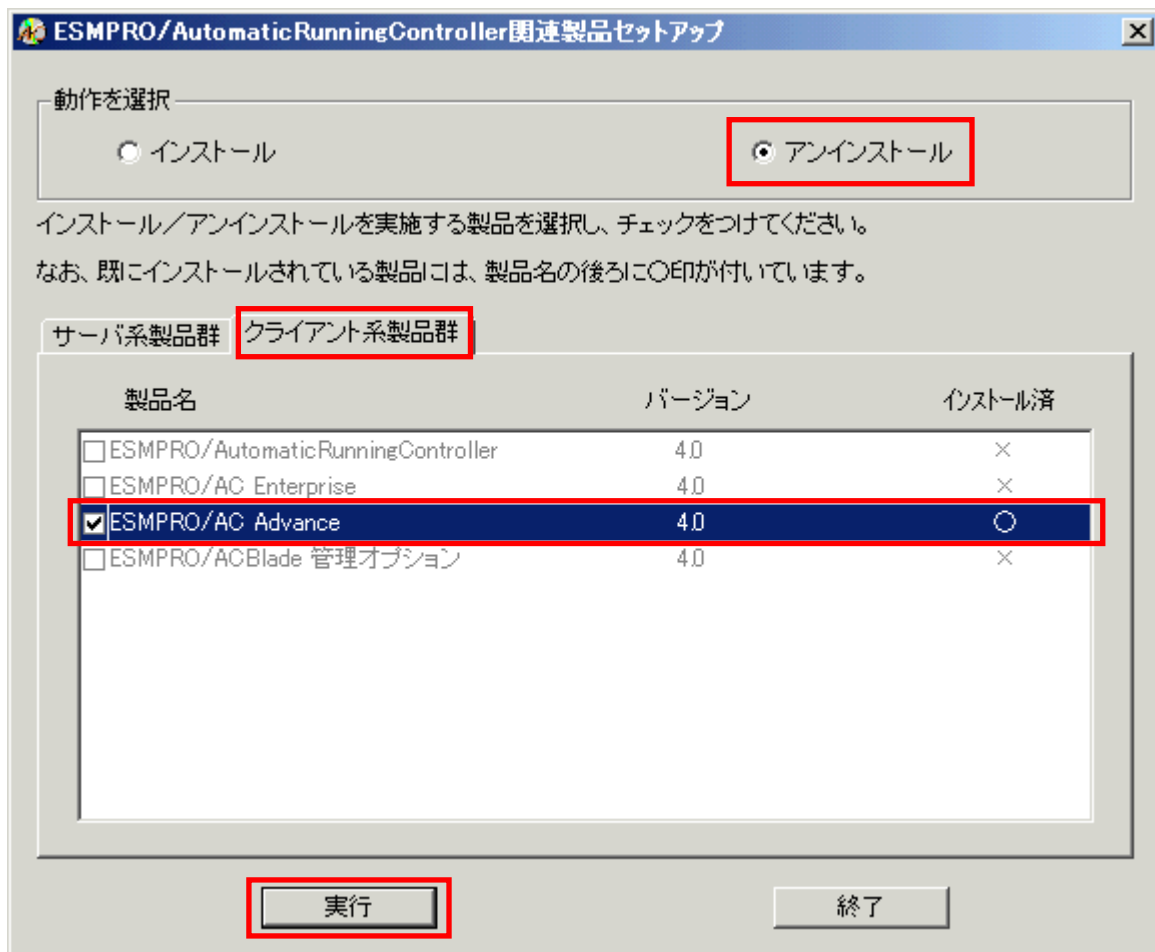 ESMPRO/AutomaticRunningController関連製品セットアップ
動作を選択
インストール アンインストール
インストール／アンインストールを実施する製品を選択し、チェックをつけてください。
なお、既にインストールされている製品には、製品名の後ろに○印が付いています。
サーバ系製品群 クライアント系製品群
製品名 バージョン インストール済
ESMPRO/AutomaticRunningController 4.0 ×
ESMPRO/AC Enterprise 4.0 ×
ESMPRO/AC Advance 4.0 ○
ESMPRO/ACBlade 管理オプション 4.0 ×
実行 終了